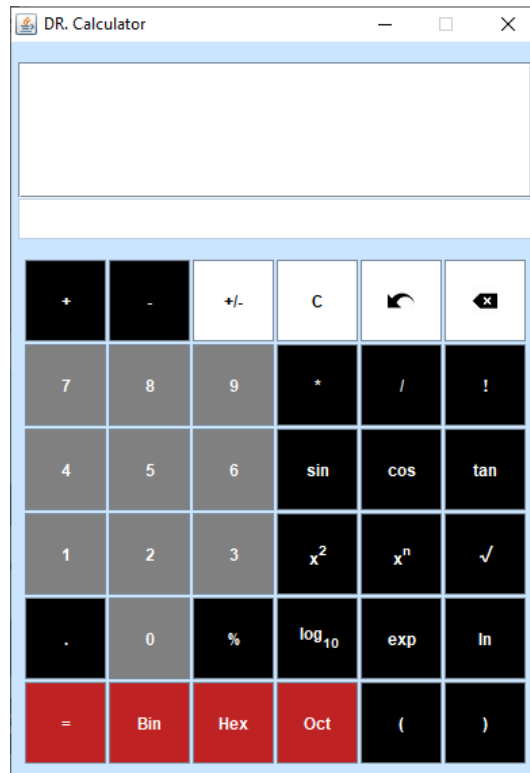 DR. Calculator
+ - +/- C
7 8 9 * / !
4 5 6 sin cos tan
1 2 3 x² xⁿ √
. 0 % log₁₀ exp ln
= Bin Hex Oct ( )